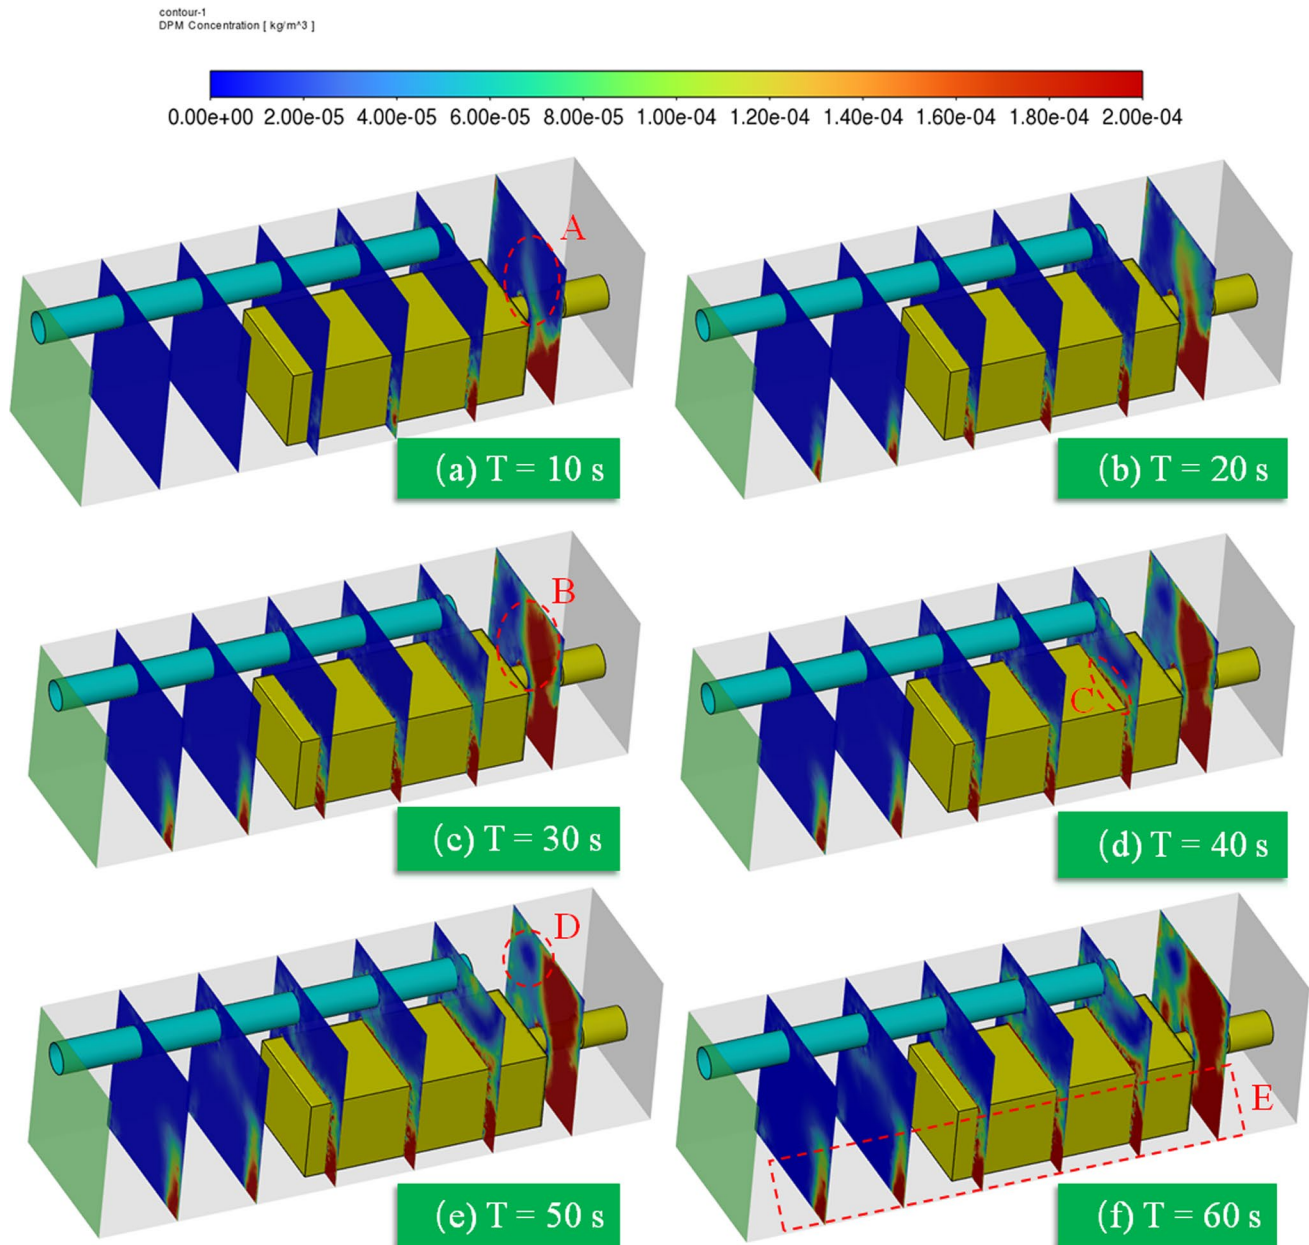 contour-1
DPM Concentration [ kg/m^3 ]
0.00e+00 2.00e-05 4.00e-05 6.00e-05 8.00e-05 1.00e-04 1.20e-04 1.40e-04 1.60e-04 1.80e-04 2.00e-04
A
(a) T = 10 s
(b) T = 20 s
B
C
(c) T = 30 s
(d) T = 40 s
D
E
(e) T = 50 s
(f) T = 60 s